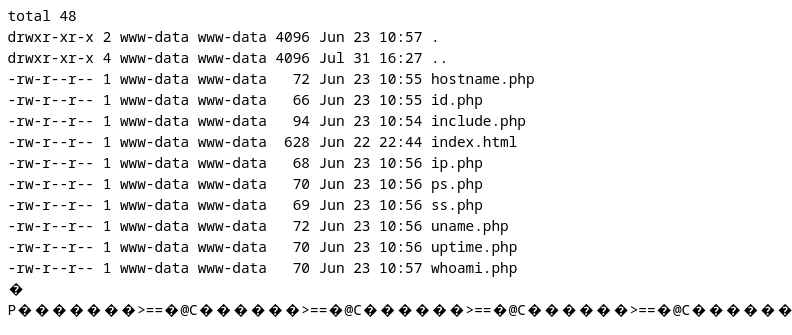 total 48
drwxr-xr-x 2 www-data www-data 4096 Jun 23 10:57 .
drwxr-xr-x 4 www-data www-data 4096 Jul 31 16:27 ..
-rw-r--r-- 1 www-data www-data   72 Jun 23 10:55 hostname.php
-rw-r--r-- 1 www-data www-data   66 Jun 23 10:55 id.php
-rw-r--r-- 1 www-data www-data   94 Jun 23 10:54 include.php
-rw-r--r-- 1 www-data www-data  628 Jun 22 22:44 index.html
-rw-r--r-- 1 www-data www-data   68 Jun 23 10:56 ip.php
-rw-r--r-- 1 www-data www-data   70 Jun 23 10:56 ps.php
-rw-r--r-- 1 www-data www-data   69 Jun 23 10:56 ss.php
-rw-r--r-- 1 www-data www-data   72 Jun 23 10:56 uname.php
-rw-r--r-- 1 www-data www-data   70 Jun 23 10:56 uptime.php
-rw-r--r-- 1 www-data www-data   70 Jun 23 10:57 whoami.php
�
P�������>==�@C������>==�@C������>==�@C������>==�@C������